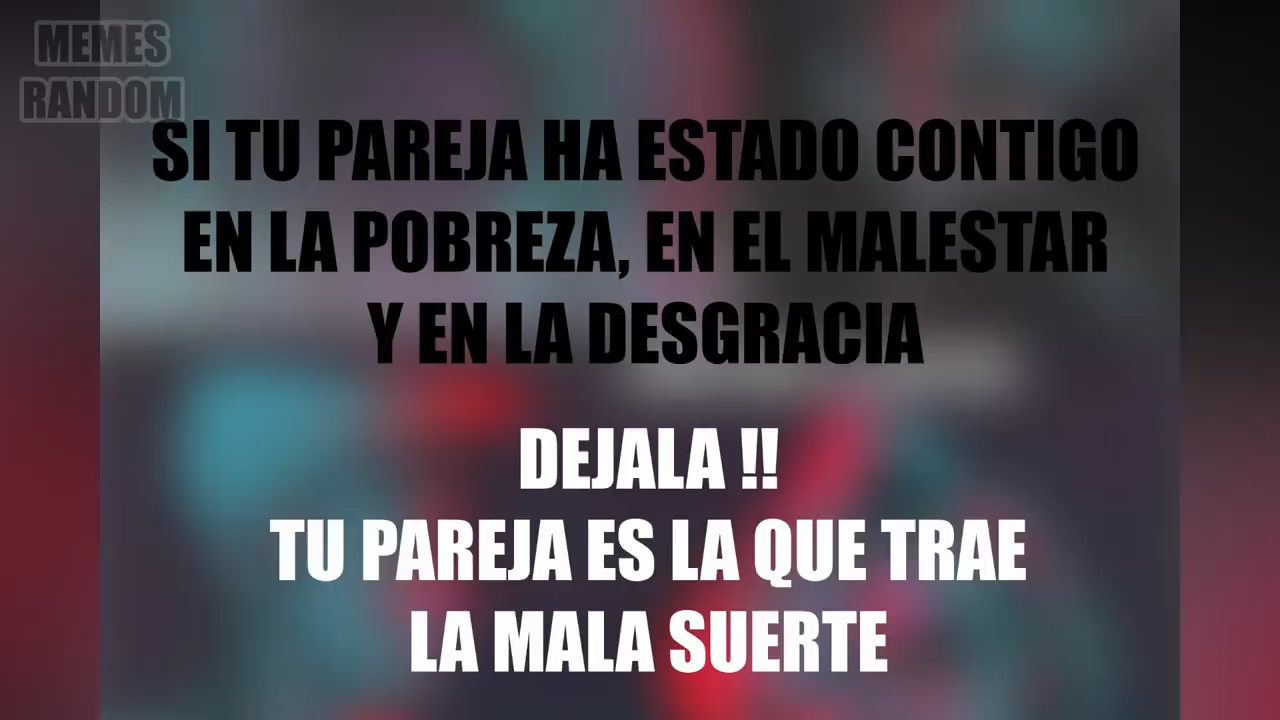 MEMES
RANDOM
SI TU PAREJA HA ESTADO CONTIGO
EN LA POBREZA, EN EL MALESTAR
Y EN LA DESGRACIA
DEJALA !!
TU PAREJA ES LA QUE TRAE
LA MALA SUERTE